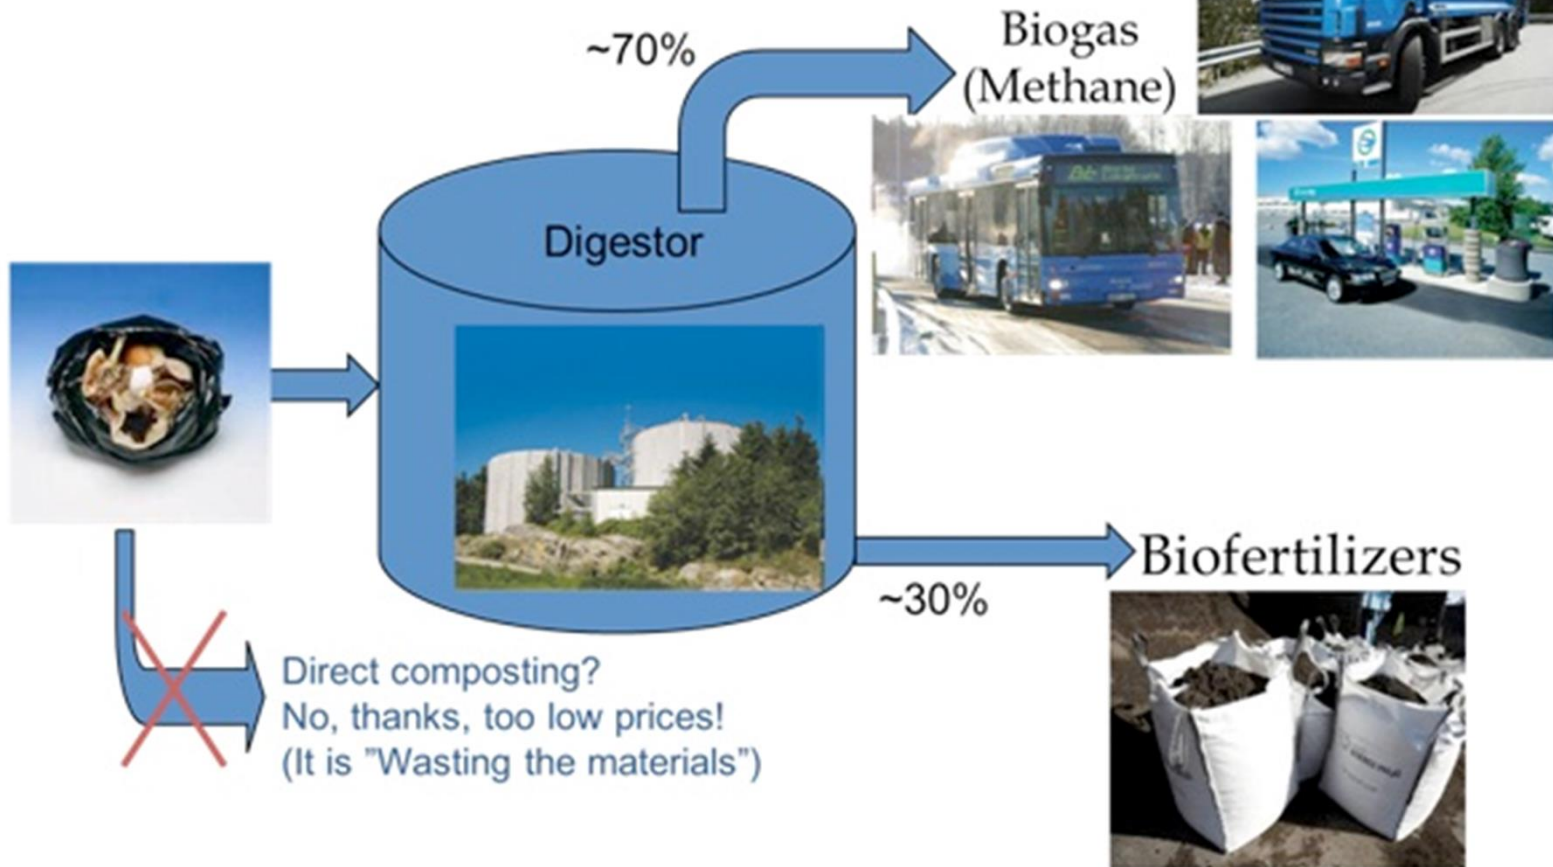 ~70%
Biogas
(Methane)
Digestor
Biofertilizers
~30%
Direct composting?
No, thanks, too low prices!
(It is ”Wasting the materials”)